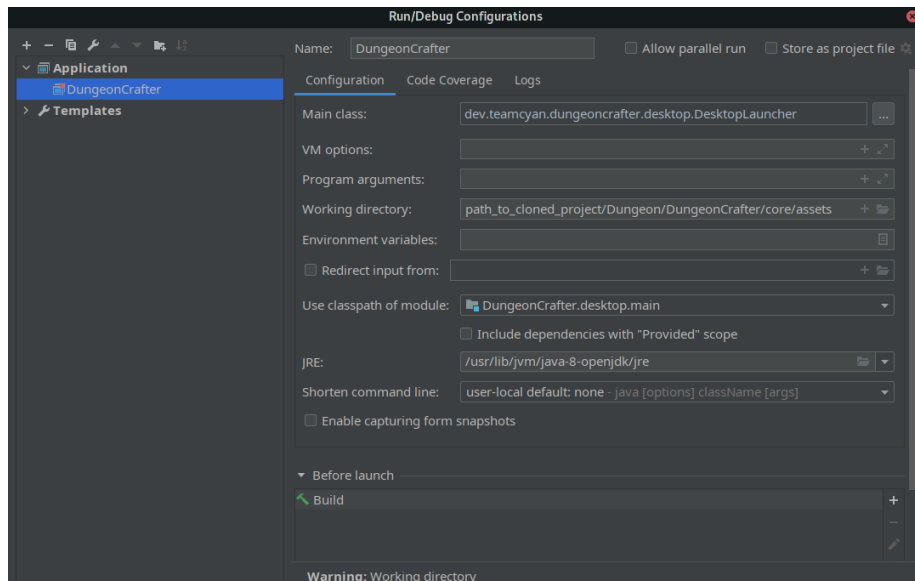 Run/Debug Configurations
Name: DungeonCrafter Allow parallel run Store as project file
Application
DungeonCrafter
Templates
Configuration Code Coverage Logs
Main class: dev.teamcyan.dungeoncrafter.desktop.DesktopLauncher ...
VM options:
Program arguments:
Working directory: path_to_cloned_project/Dungeon/DungeonCrafter/core/assets
Environment variables:
Redirect input from:
Use classpath of module: DungeonCrafter.desktop.main
Include dependencies with "Provided" scope
JRE: /usr/lib/jvm/java-8-openjdk/jre
Shorten command line: user-local default: none - java [options] className [args]
Enable capturing form snapshots
Before launch
Build
Warning: Working directory